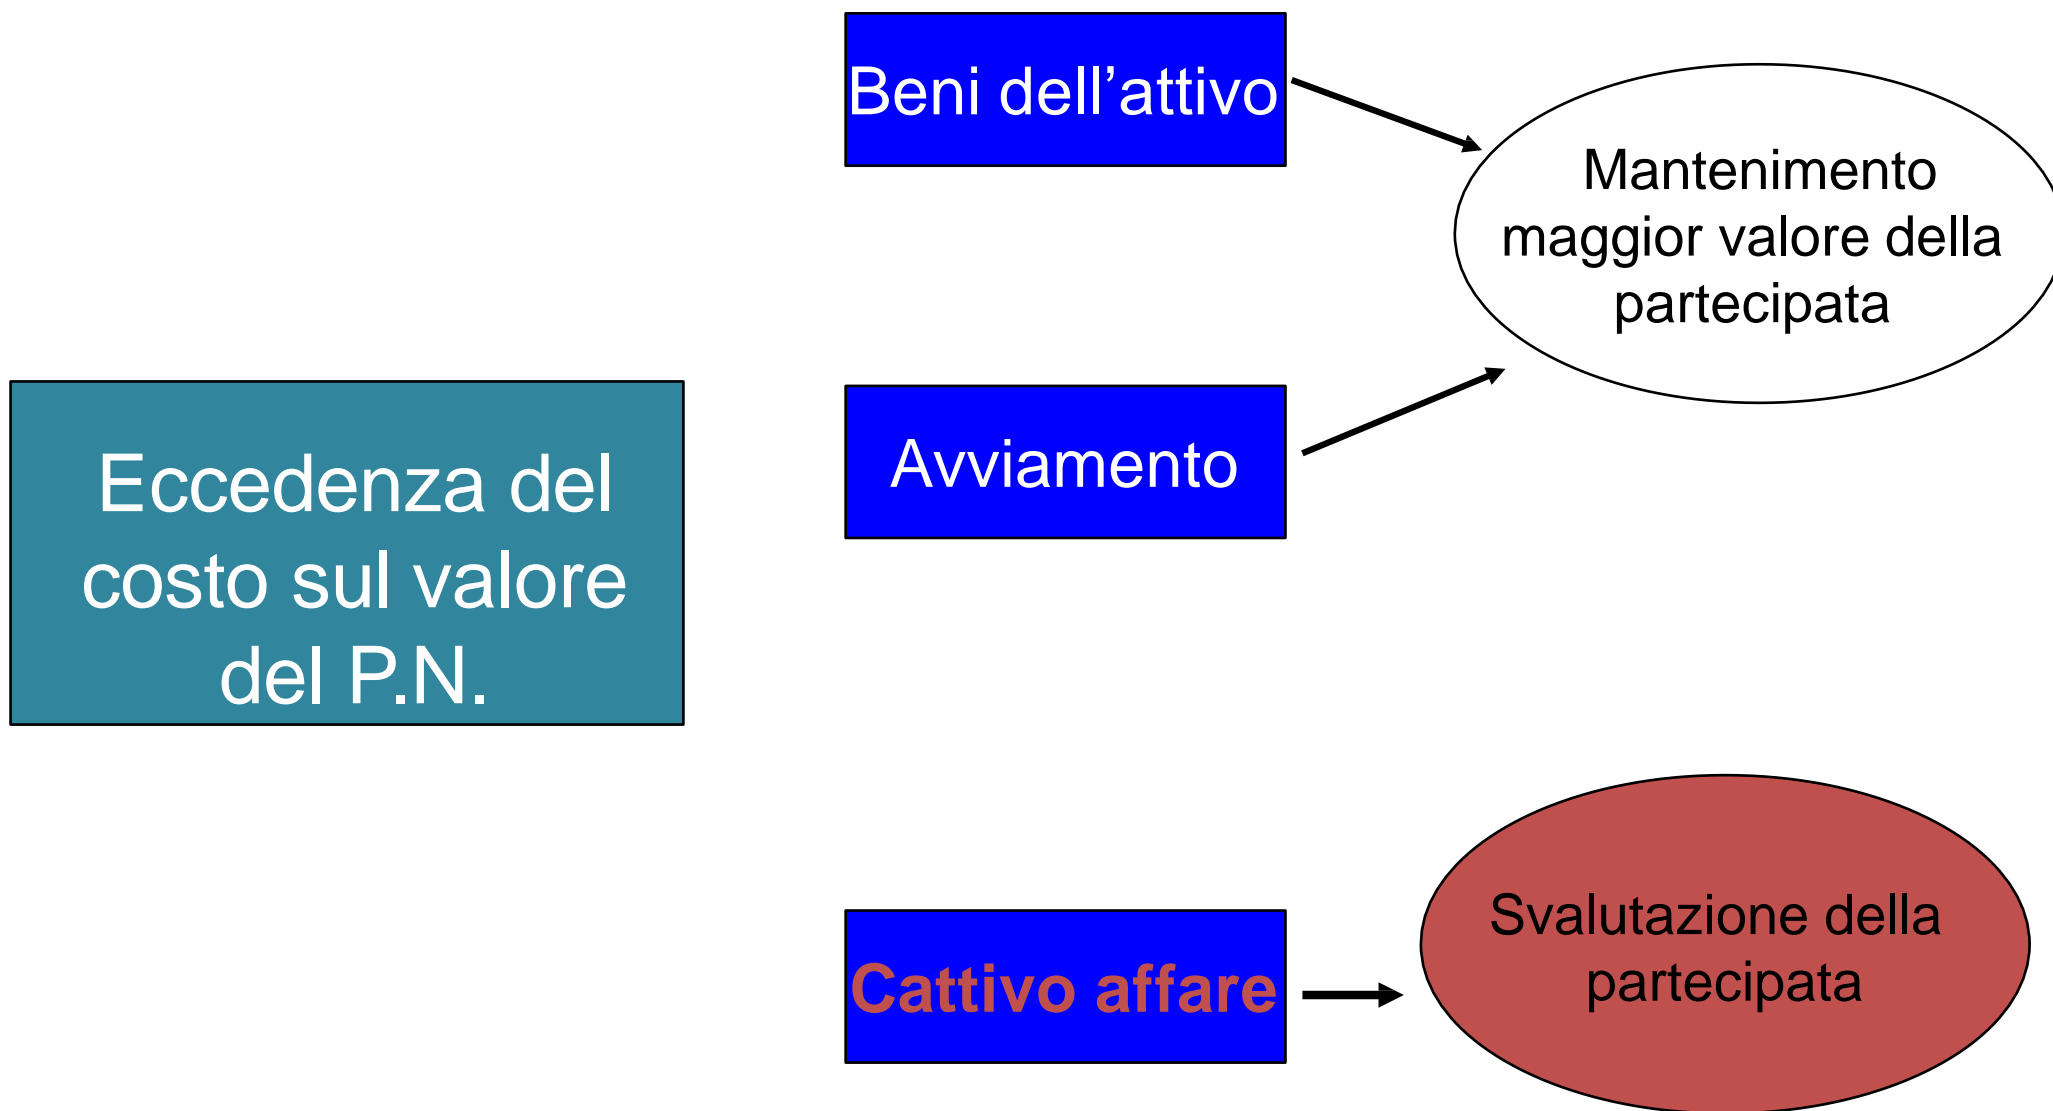 Beni dell’attivo
Mantenimento
maggior valore della
partecipata
Avviamento
Eccedenza del
costo sul valore
del P.N.
Cattivo affare
Svalutazione della
partecipata